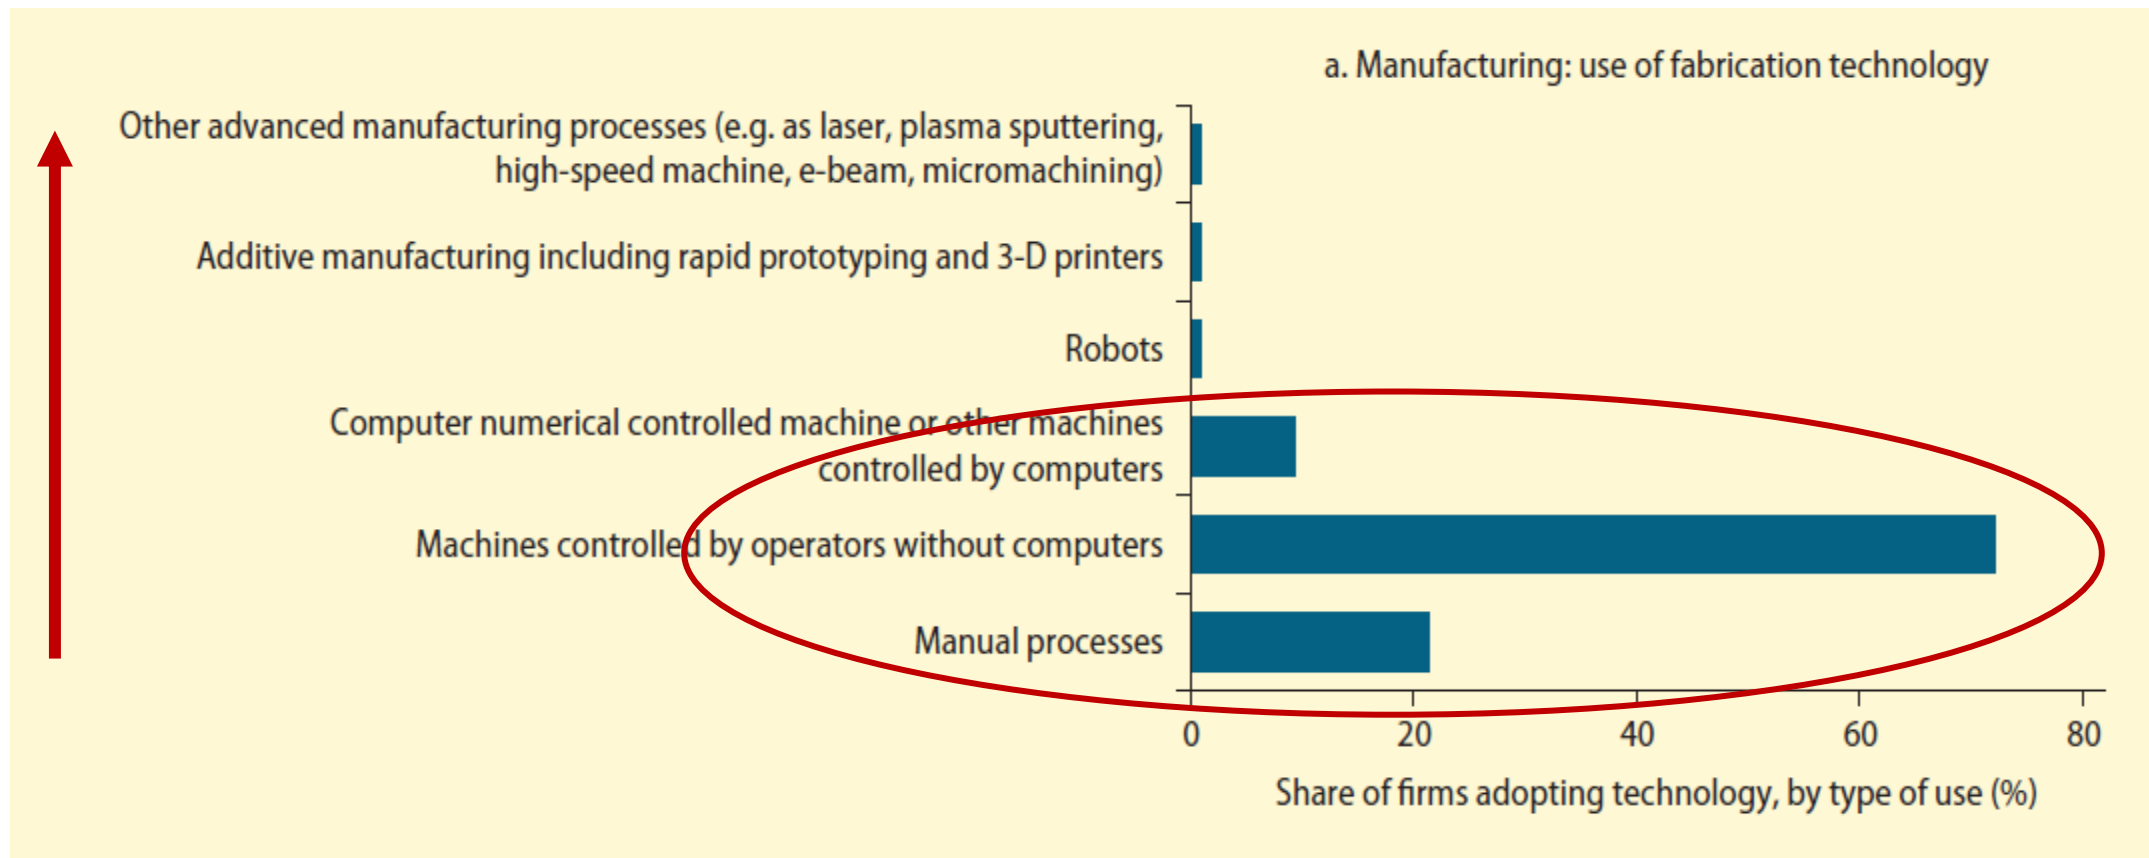 a. Manufacturing: use of fabrication technology
Other advanced manufacturing processes (e.g. as laser, plasma sputtering,
high-speed machine, e-beam, micromachining)
Additive manufacturing including rapid prototyping and 3-D printers
Robots
Computer numerical controlled machine or other machines
controlled by computers
Machines controlled by operators without computers
Manual processes
0 20 40 60 80
Share of firms adopting technology, by type of use (%)